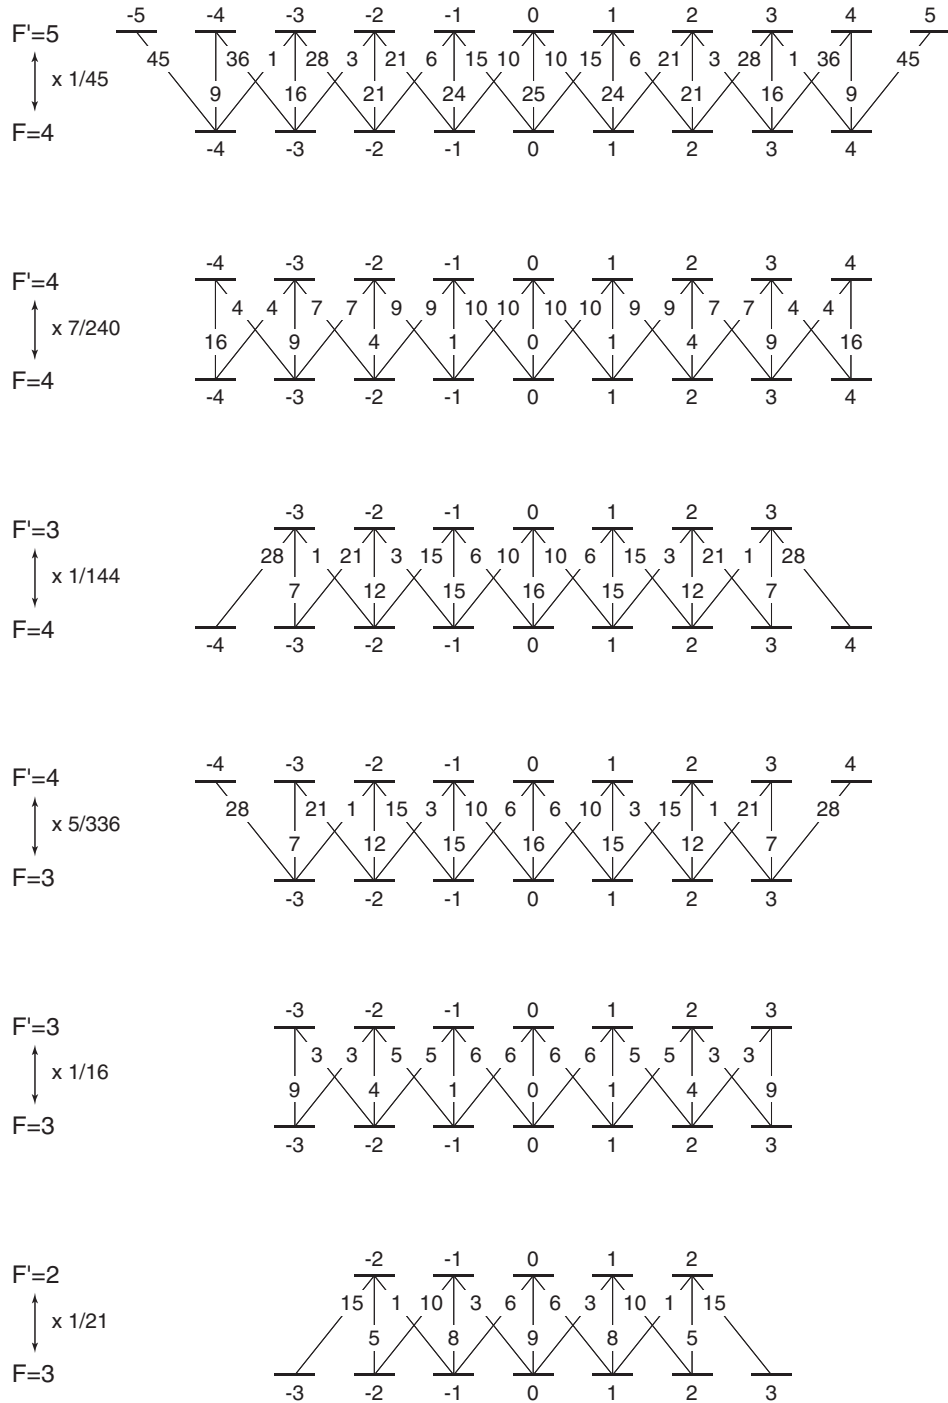 -5 -4 -3 -2 -1 0 1 2 3 4 5
F'=5
45 36 1 28 3 21 6 15 10 10 15 6 21 3 28 1 36 45
x 1/45
9 16 21 24 25 24 21 16 9
F=4
-4 -3 -2 -1 0 1 2 3 4
-4 -3 -2 -1 0 1 2 3 4
F'=4
4 4 7 7 9 9 10 10 10 10 9 9 7 7 4 4
x 7/240
16 9 4 1 0 1 4 9 16
F=4
-4 -3 -2 -1 0 1 2 3 4
-3 -2 -1 0 1 2 3
F'=3
28 1 21 3 15 6 10 10 6 15 3 21 1 28
x 1/144
7 12 15 16 15 12 7
F=4
-4 -3 -2 -1 0 1 2 3 4
-4 -3 -2 -1 0 1 2 3 4
F'=4
28 21 1 15 3 10 6 6 10 3 15 1 21 28
x 5/336
7 12 15 16 15 12 7
F=3
-3 -2 -1 0 1 2 3
-3 -2 -1 0 1 2 3
F'=3
3 3 5 5 6 6 6 6 5 5 3 3
x 1/16
9 4 1 0 1 4 9
F=3
-3 -2 -1 0 1 2 3
-2 -1 0 1 2
F'=2
15 1 10 3 6 6 3 10 1 15
x 1/21
5 8 9 8 5
F=3
-3 -2 -1 0 1 2 3